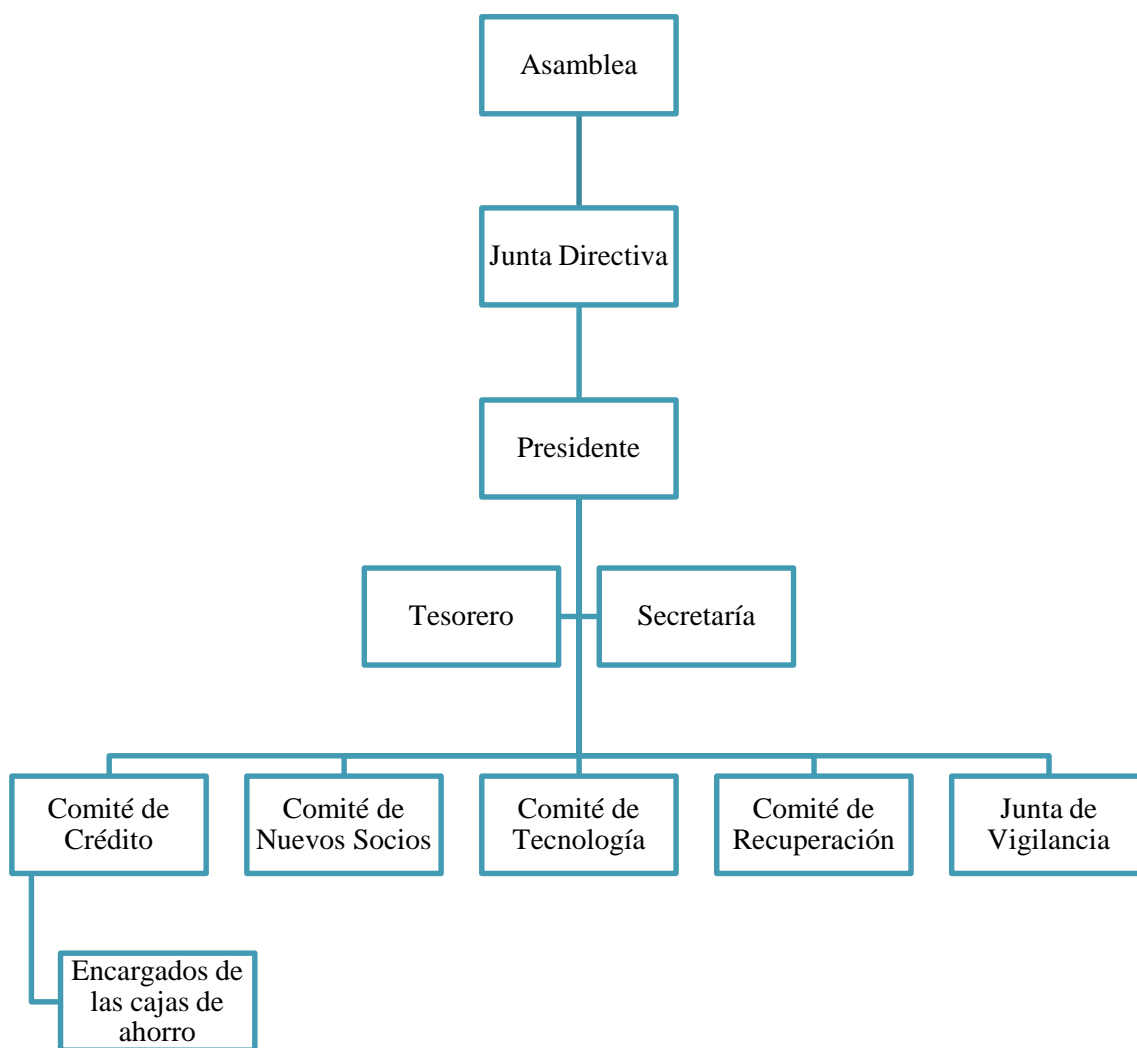 Asamblea
Junta Directiva
Presidente
Tesorero
Secretaría
Comité de
Crédito
Comité de
Nuevos Socios
Comité de
Tecnología
Comité de
Recuperación
Junta de
Vigilancia
Encargados de
las cajas de
ahorro